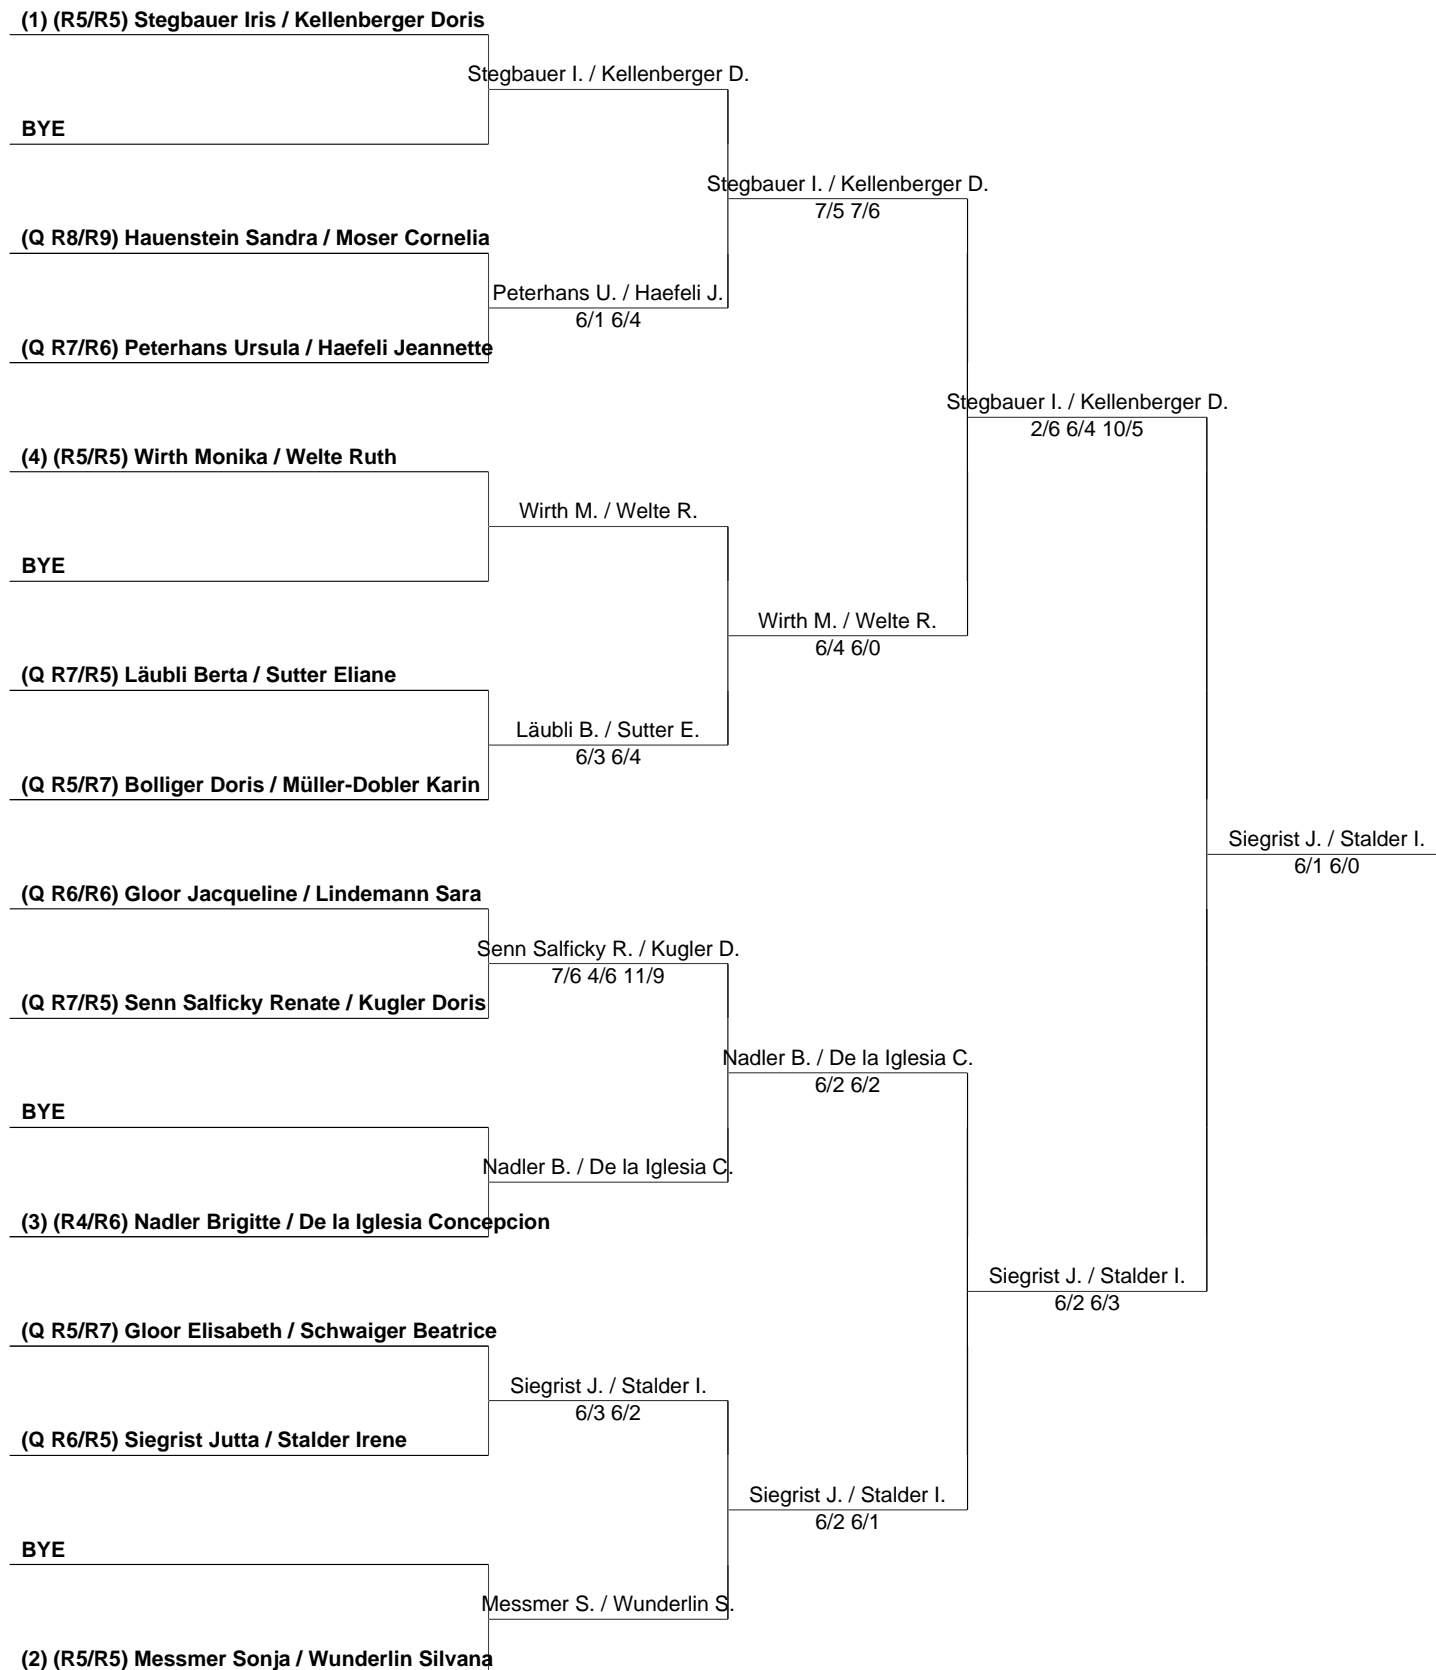 (1) (R5/R5) Stegbauer Iris / Kellenberger Doris
Stegbauer I. / Kellenberger D.
BYE
Stegbauer I. / Kellenberger D.
7/5 7/6
(Q R8/R9) Hauenstein Sandra / Moser Cornelia
Peterhans U. / Haefeli J.
6/1 6/4
(Q R7/R6) Peterhans Ursula / Haefeli Jeannette
Stegbauer I. / Kellenberger D.
2/6 6/4 10/5
(4) (R5/R5) Wirth Monika / Welte Ruth
Wirth M. / Welte R.
BYE
Wirth M. / Welte R.
6/4 6/0
(Q R7/R5) Läubli Berta / Sutter Eliane
Läubli B. / Sutter E.
6/3 6/4
(Q R5/R7) Bolliger Doris / Müller-Dobler Karin
Siegrist J. / Stalder I.
6/1 6/0
(Q R6/R6) Gloor Jacqueline / Lindemann Sara
Senn Salficky R. / Kugler D.
7/6 4/6 11/9
(Q R7/R5) Senn Salficky Renate / Kugler Doris
Nadler B. / De la Iglesia C.
6/2 6/2
BYE
Nadler B. / De la Iglesia C.
(3) (R4/R6) Nadler Brigitte / De la Iglesia Concepcion
Siegrist J. / Stalder I.
6/2 6/3
(Q R5/R7) Gloor Elisabeth / Schwaiger Beatrice
Siegrist J. / Stalder I.
6/3 6/2
(Q R6/R5) Siegrist Jutta / Stalder Irene
Siegrist J. / Stalder I.
6/2 6/1
BYE
Messmer S. / Wunderlin S.
(2) (R5/R5) Messmer Sonja / Wunderlin Silvana